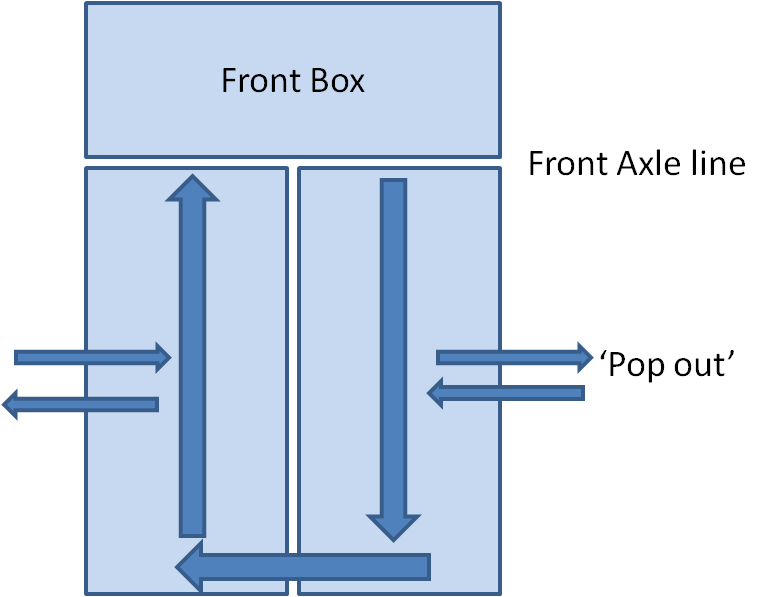 Front Box
Front Axle line
‘Pop out’